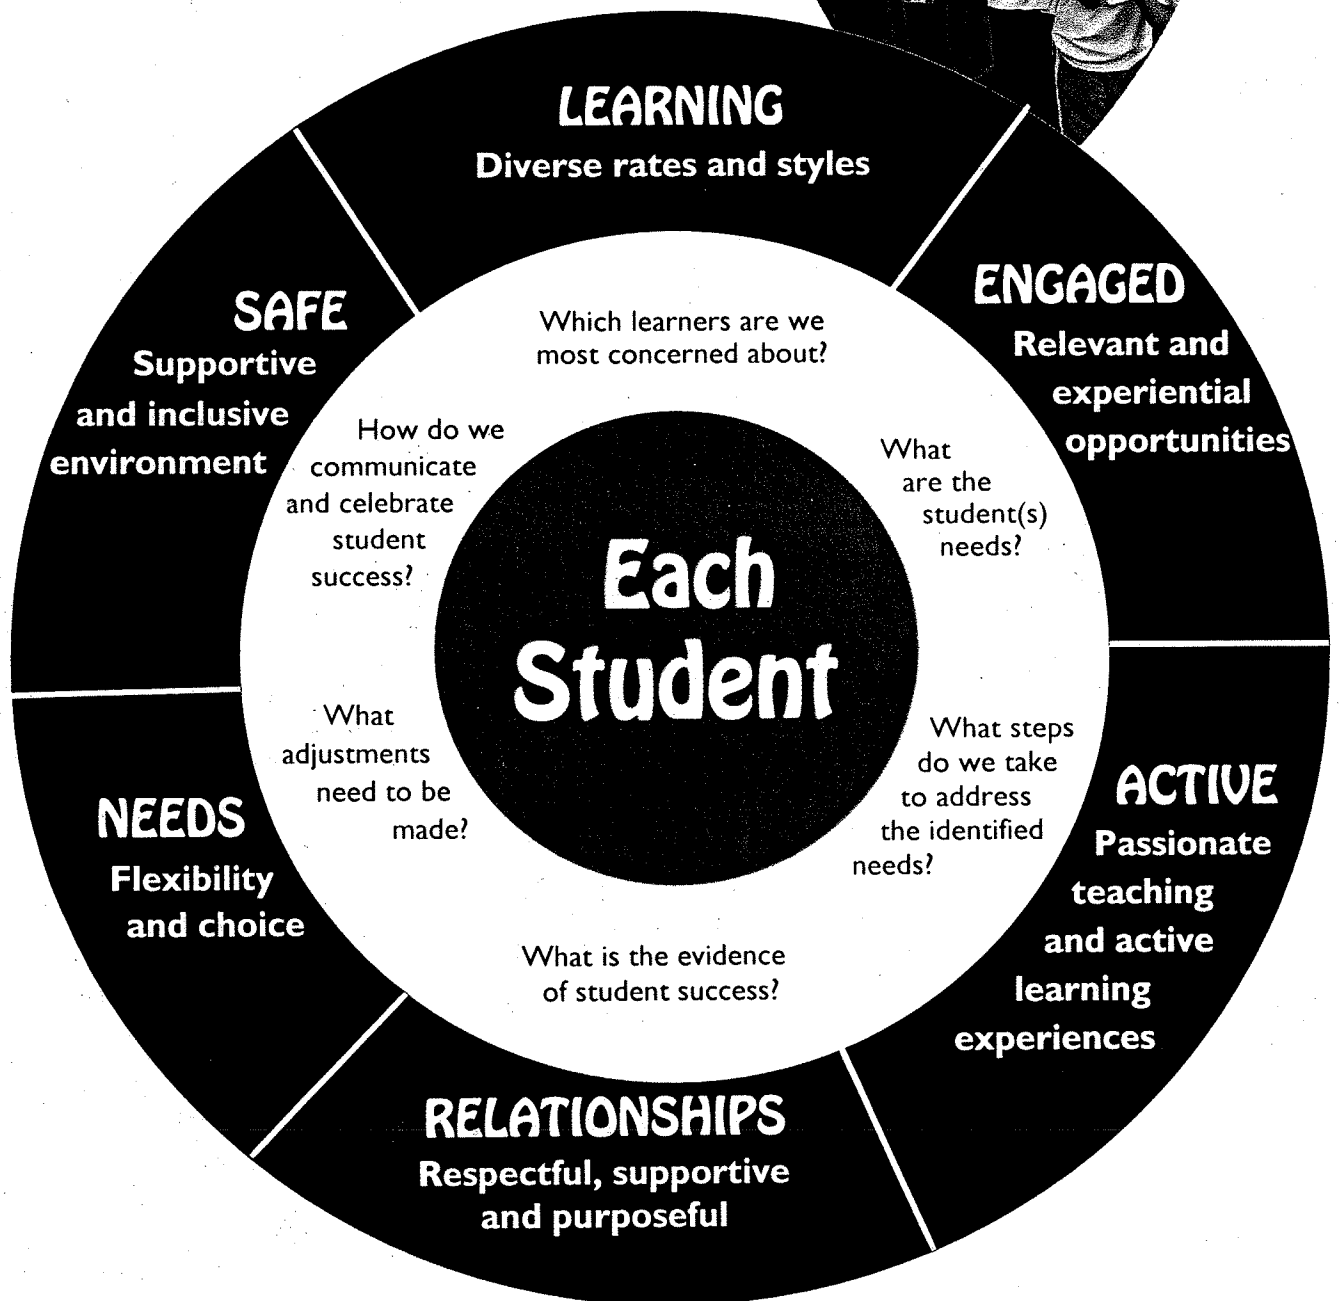 LEARNING
Diverse rates and styles
ENGAGED
Relevant and
experiential
opportunities
ACTIVE
Passionate
teaching
and active
learning
experiences
RELATIONSHIPS
Respectful, supportive
and purposeful
NEEDS
Flexibility
and choice
SAFE
Supportive
and inclusive
environment
Which learners are we
most concerned about?
What
are the
student(s)
needs?
What steps
do we take
to address
the identified
needs?
What is the evidence
of student success?
What
adjustments
need to be
made?
How do we
communicate
and celebrate
student
success?
Each
Student